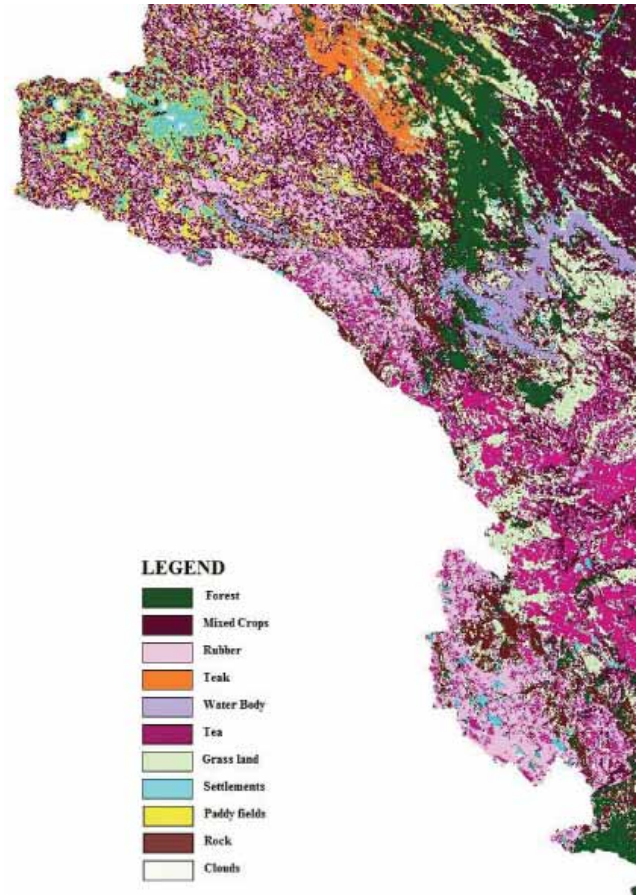 LEGEND
Forest
Mixed Crops
Rubber
Teak
Water Body
Tea
Grass land
Settlements
Paddy fields
Rock
Clouds